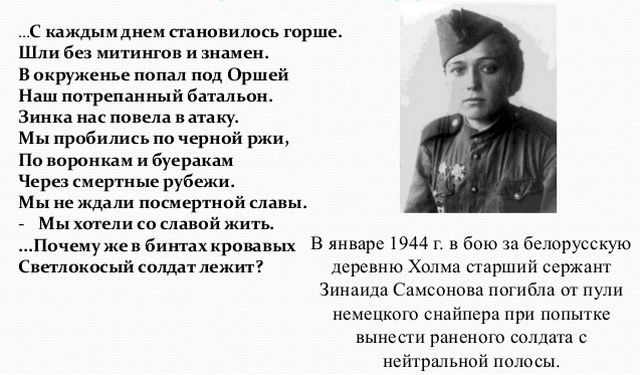 ...С каждым днем становилось горше.
Шли без митингов и знамен.
В окруженье попал под Оршей
Наш потрепанный батальон.
Зинка нас повела в атаку.
Мы пробились по черной ржи,
По воронкам и буеракам
Через смертные рубежи.
Мы не ждали посмертной славы.
- Мы хотели со славой жить.
...Почему же в бинтах кровавых
Светлокосый солдат лежит?
В январе 1944 г. в бою за белорусскую
деревню Холма старший сержант
Зинаида Самсонова погибла от пули
немецкого снайпера при попытке
вынести раненого солдата с
нейтральной полосы.